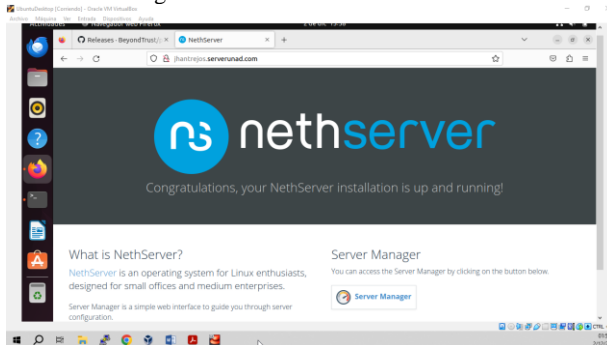 UbuntuDesktop [Corriendo] - Oracle VM VirtualBox
Archivo Máquina Ver Entrada Dispositivos Ayuda
Actividades Navegador web Firefox
Releases · BeyondTrust/ NethServer
jhantrejos.serverunad.com
ns nethserver
Congratulations, your NethServer installation is up and running!
What is NethServer?
NethServer is an operating system for Linux enthusiasts,
designed for small offices and medium enterprises.
Server Manager is a simple web interface to guide you through server
configuration.
Server Manager
You can access the Server Manager by clicking on the button below.
Server Manager
CTRL